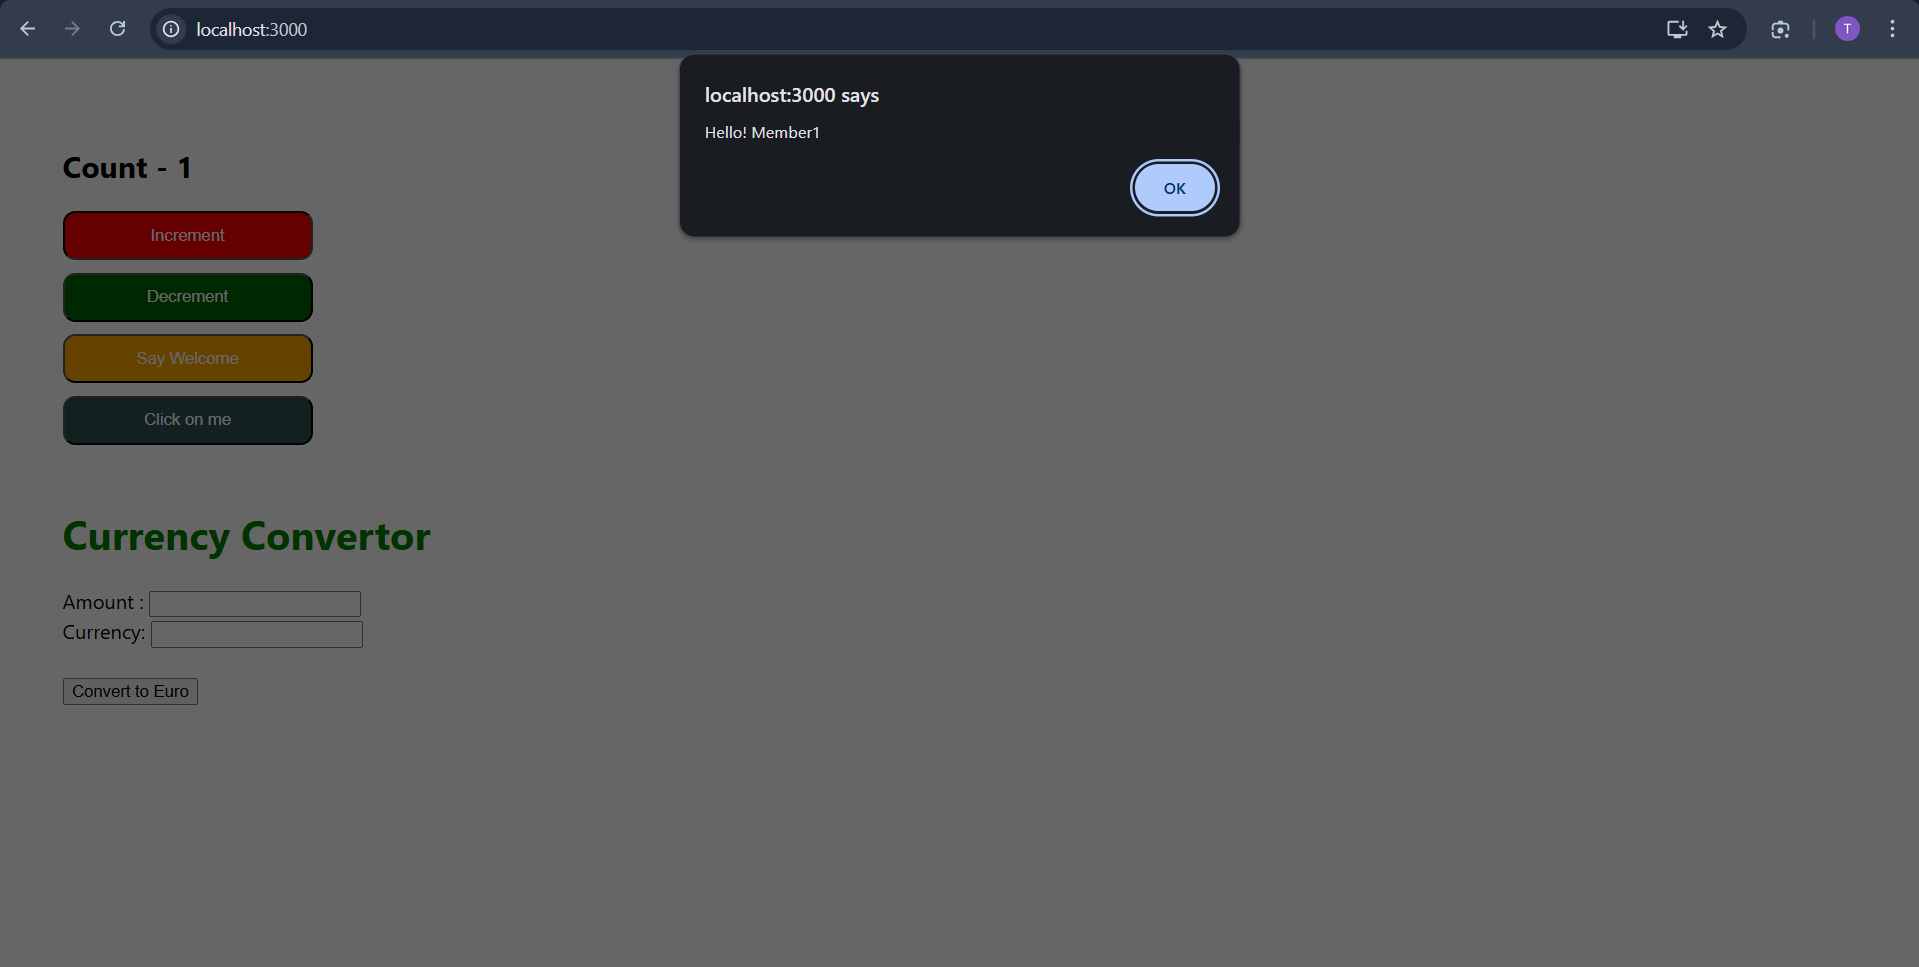 localhost:3000
T
localhost:3000 says
Hello! Member1
OK
Count - 1
Increment
Decrement
Say Welcome
Click on me
Currency Convertor
Amount :
Currency:
Convert to Euro